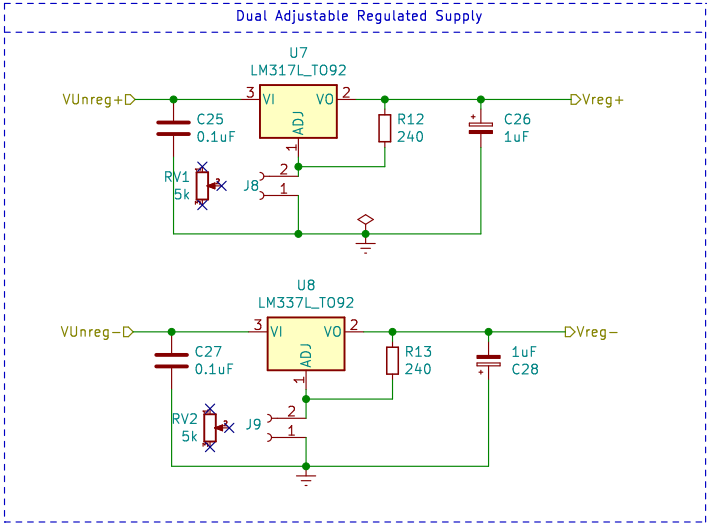 Dual Adjustable Regulated Supply
U7
LM317L_TO92
VUnreg+
3
VI
VO
2
Vreg+
ADJ
1
C25
0.1uF
R12
240
+
C26
1uF
RV1
5k
J8
2
1
U8
LM337L_TO92
VUnreg-
3
VI
VO
2
Vreg-
ADJ
1
C27
0.1uF
R13
240
1uF
C28
+
RV2
5k
J9
2
1